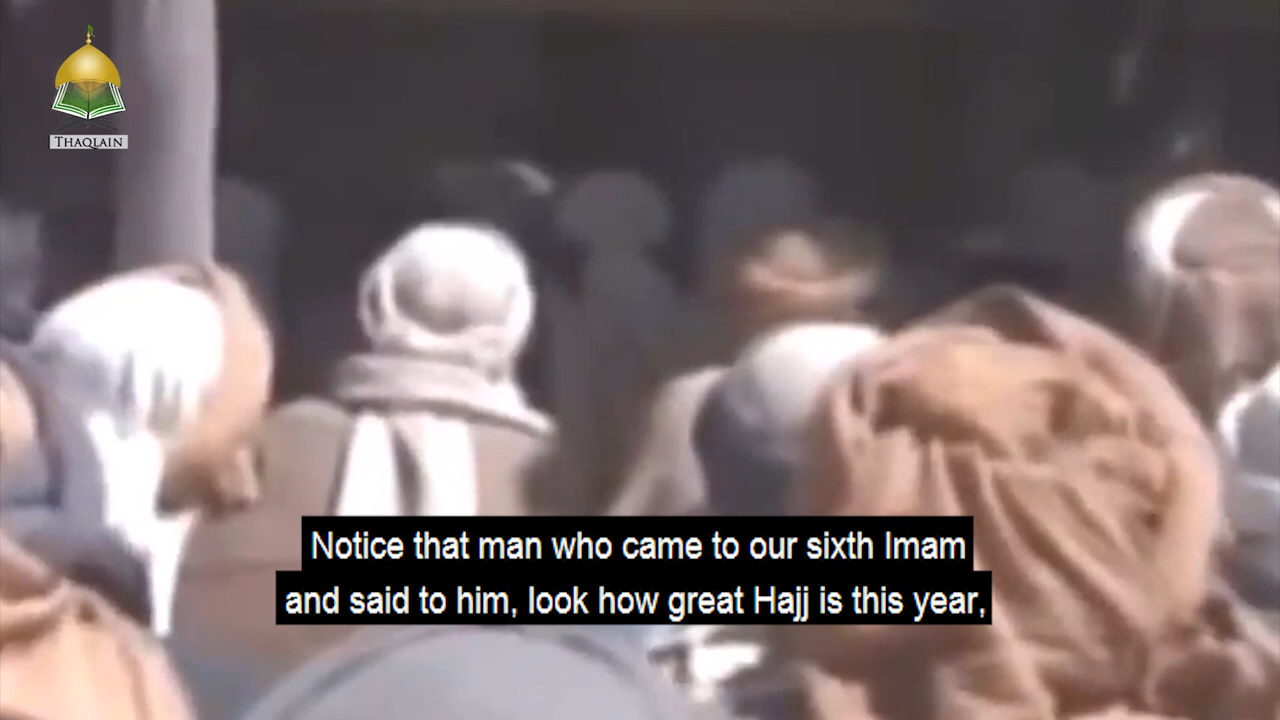 THAQLAIN
Notice that man who came to our sixth Imam
and said to him, look how great Hajj is this year,